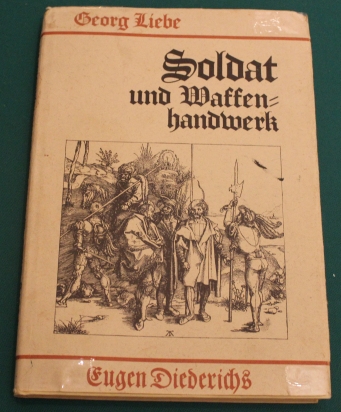 Georg Liebe
Soldat
und Waffen=
handwerk
Eugen Diederichs